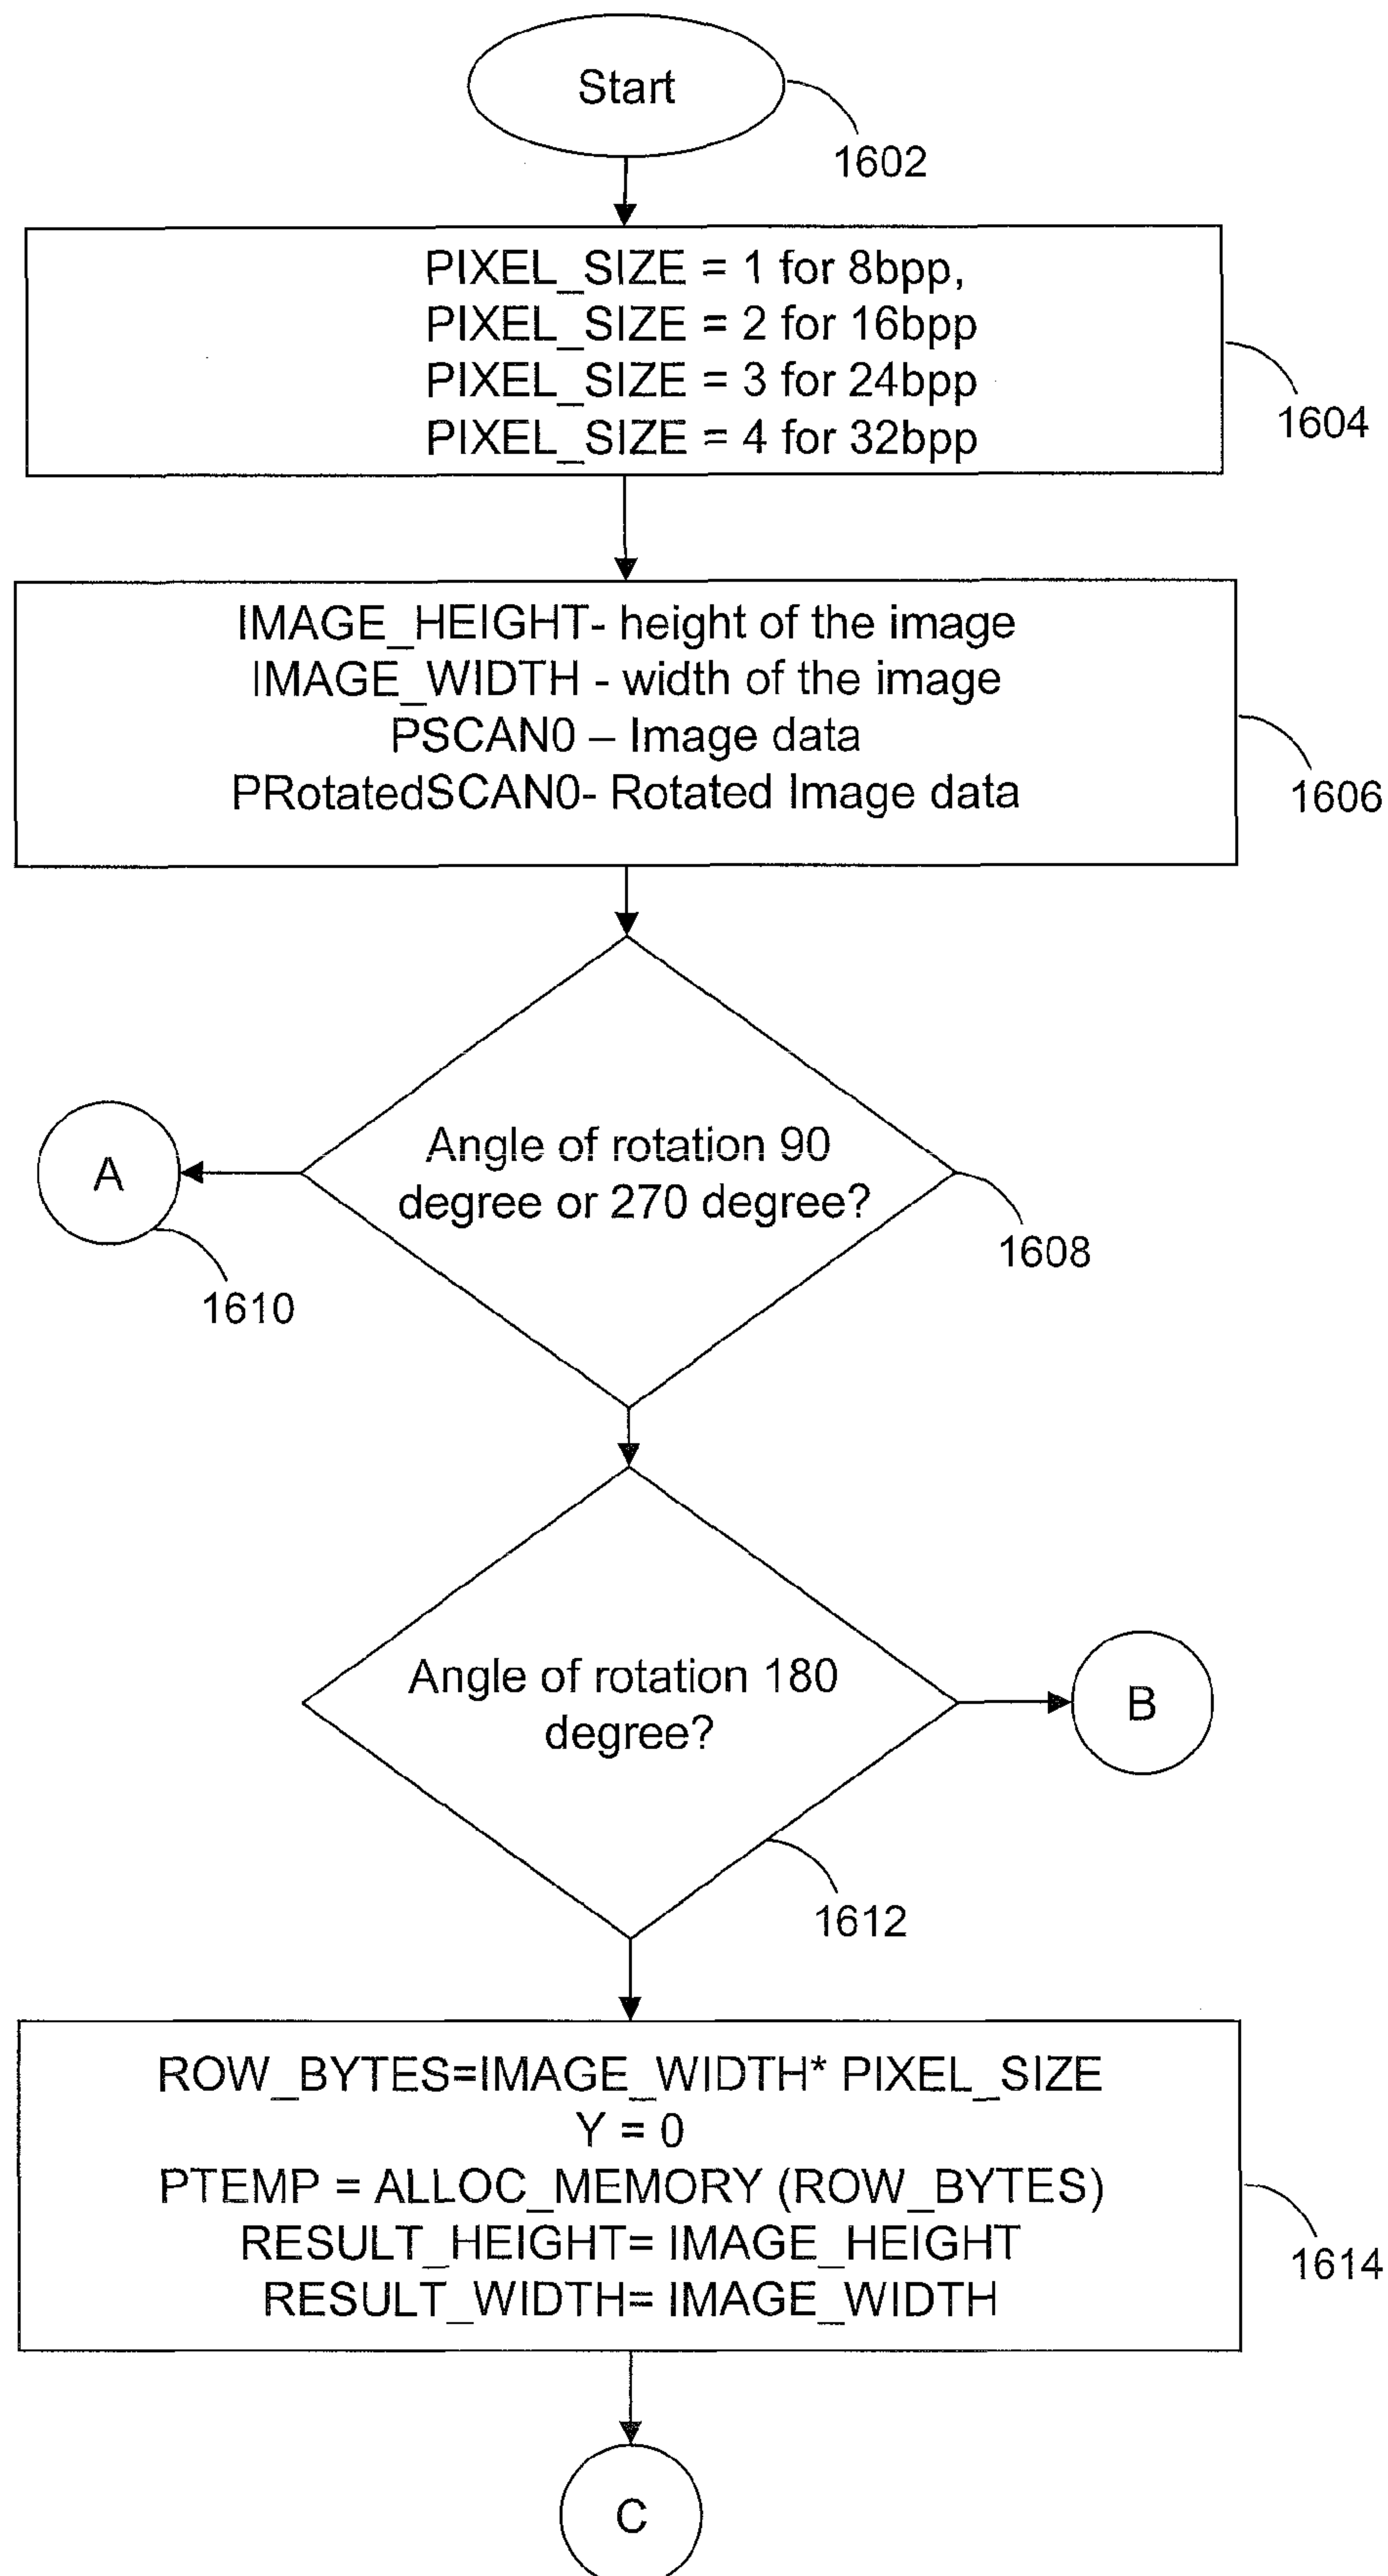 Start
1602
PIXEL_SIZE = 1 for 8bpp,
PIXEL_SIZE = 2 for 16bpp
PIXEL_SIZE = 3 for 24bpp
PIXEL_SIZE = 4 for 32bpp
1604
IMAGE_HEIGHT- height of the image
IMAGE_WIDTH - width of the image
PSCAN0 – Image data
PRotatedSCAN0- Rotated Image data
1606
Angle of rotation 90
degree or 270 degree?
A
1608
1610
Angle of rotation 180
degree?
B
1612
ROW_BYTES=IMAGE_WIDTH* PIXEL_SIZE
Y = 0
PTEMP = ALLOC_MEMORY (ROW_BYTES)
RESULT_HEIGHT= IMAGE_HEIGHT
RESULT_WIDTH= IMAGE_WIDTH
1614
C